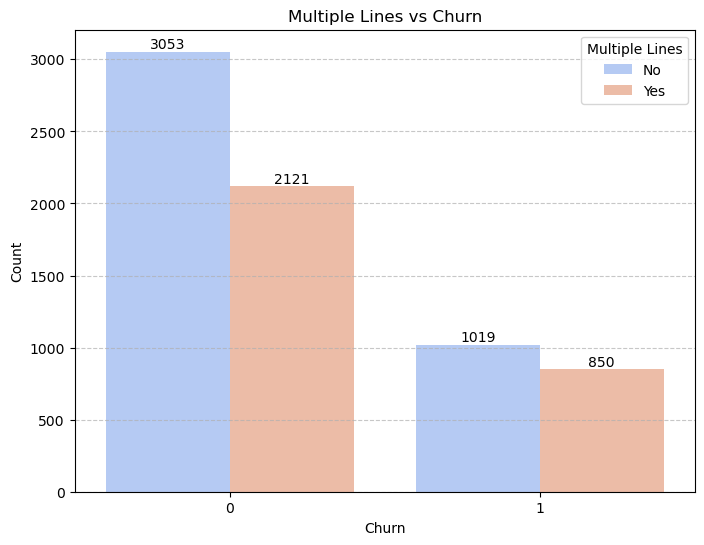 Multiple Lines vs Churn
Multiple Lines
No
Yes
3053
2121
1019
850
3000
2500
2000
1500
1000
500
0
Count
0 1
Churn